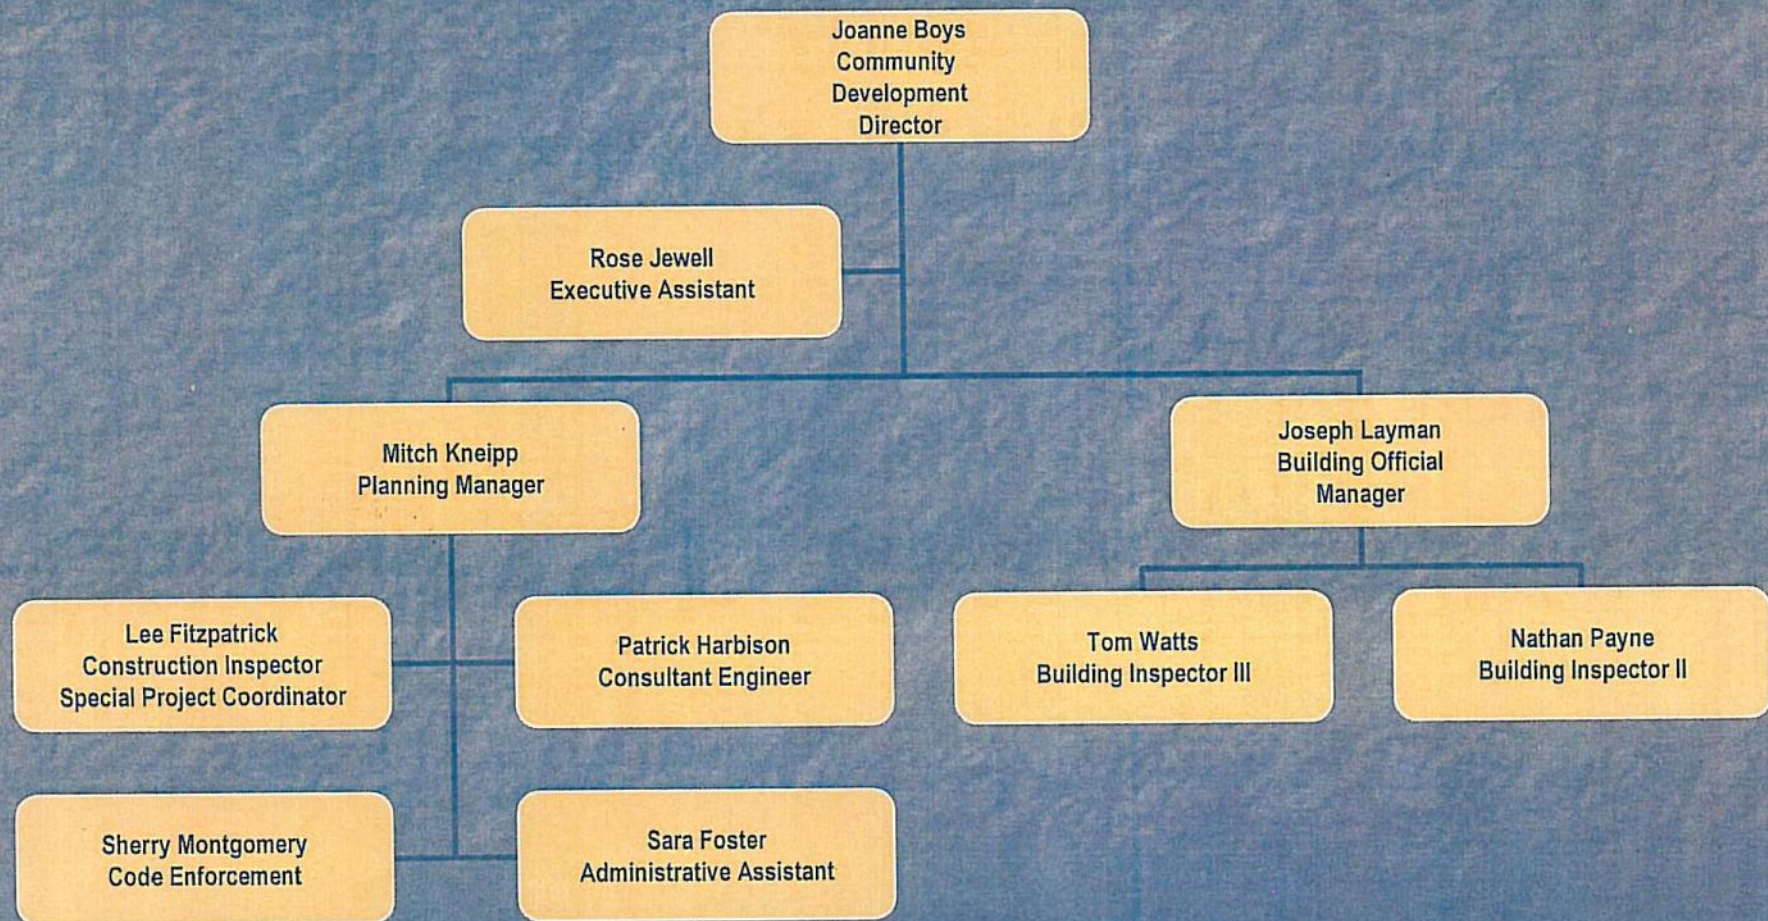 Joanne Boys
Community
Development
Director
Rose Jewell
Executive Assistant
Mitch Kneipp
Planning Manager
Joseph Layman
Building Official
Manager
Lee Fitzpatrick
Construction Inspector
Special Project Coordinator
Patrick Harbison
Consultant Engineer
Tom Watts
Building Inspector III
Nathan Payne
Building Inspector II
Sherry Montgomery
Code Enforcement
Sara Foster
Administrative Assistant